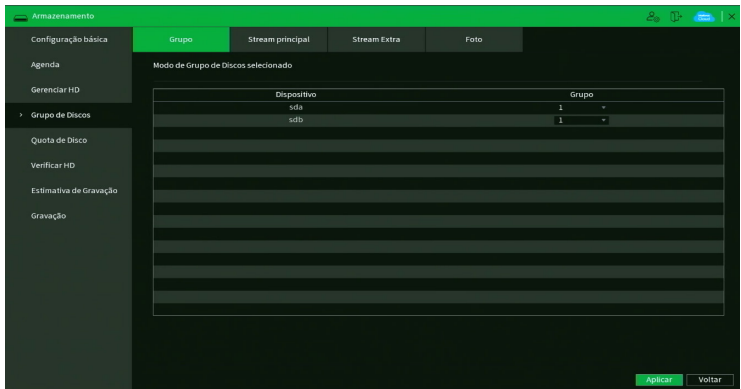 Armazenamento
Configuração básica
Agenda
Gerenciar HD
Grupo de Discos
Quota de Disco
Verificar HD
Estimativa de Gravação
Gravação
Grupo Stream principal Stream Extra Foto
Modo de Grupo de Discos selecionado
Dispositivo Grupo
sda 1
sdb 1
Aplicar Voltar